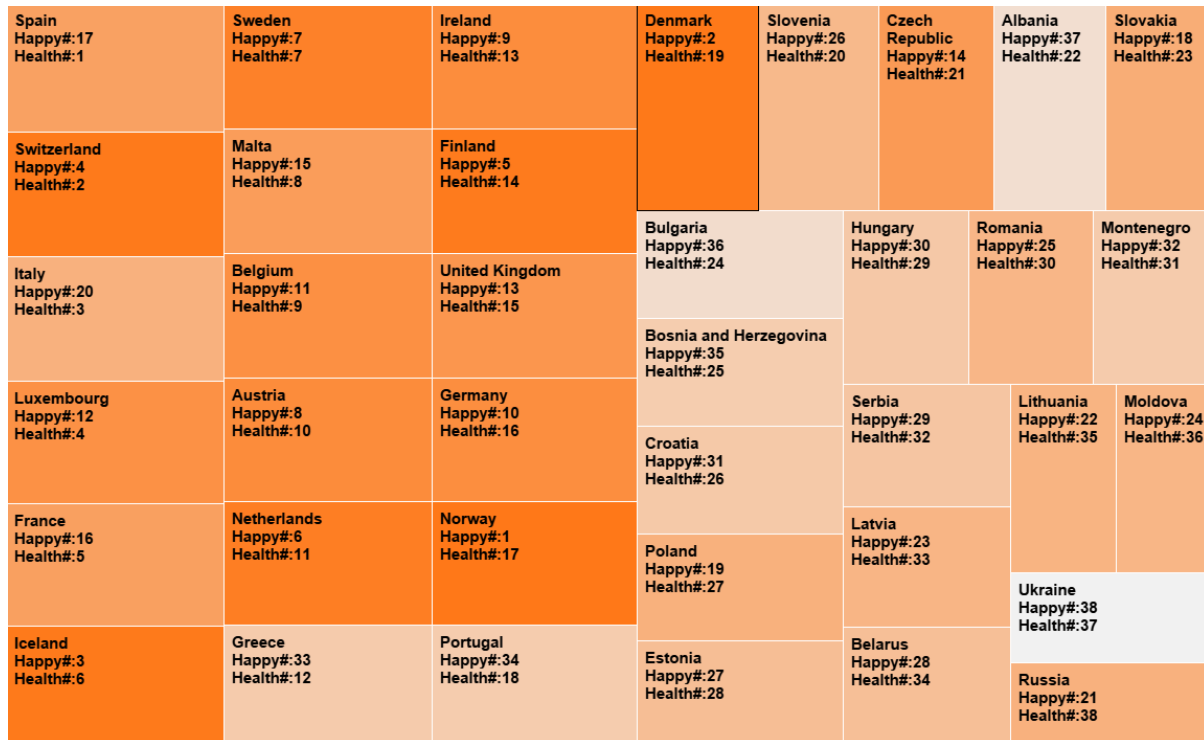 Spain
Happy#:17
Health#:1
Switzerland
Happy#:4
Health#:2
Italy
Happy#:20
Health#:3
Luxembourg
Happy#:12
Health#:4
France
Happy#:16
Health#:5
Iceland
Happy#:3
Health#:6
Sweden
Happy#:7
Health#:7
Malta
Happy#:15
Health#:8
Belgium
Happy#:11
Health#:9
Austria
Happy#:8
Health#:10
Netherlands
Happy#:6
Health#:11
Greece
Happy#:33
Health#:12
Ireland
Happy#:9
Health#:13
Finland
Happy#:5
Health#:14
United Kingdom
Happy#:13
Health#:15
Germany
Happy#:10
Health#:16
Norway
Happy#:1
Health#:17
Portugal
Happy#:34
Health#:18
Denmark
Happy#:2
Health#:19
Slovenia
Happy#:26
Health#:20
Czech
Republic
Happy#:14
Health#:21
Albania
Happy#:37
Health#:22
Slovakia
Happy#:18
Health#:23
Bulgaria
Happy#:36
Health#:24
Bosnia and Herzegovina
Happy#:35
Health#:25
Croatia
Happy#:31
Health#:26
Poland
Happy#:19
Health#:27
Estonia
Happy#:27
Health#:28
Hungary
Happy#:30
Health#:29
Romania
Happy#:25
Health#:30
Montenegro
Happy#:32
Health#:31
Serbia
Happy#:29
Health#:32
Latvia
Happy#:23
Health#:33
Belarus
Happy#:28
Health#:34
Lithuania
Happy#:22
Health#:35
Moldova
Happy#:24
Health#:36
Ukraine
Happy#:38
Health#:37
Russia
Happy#:21
Health#:38